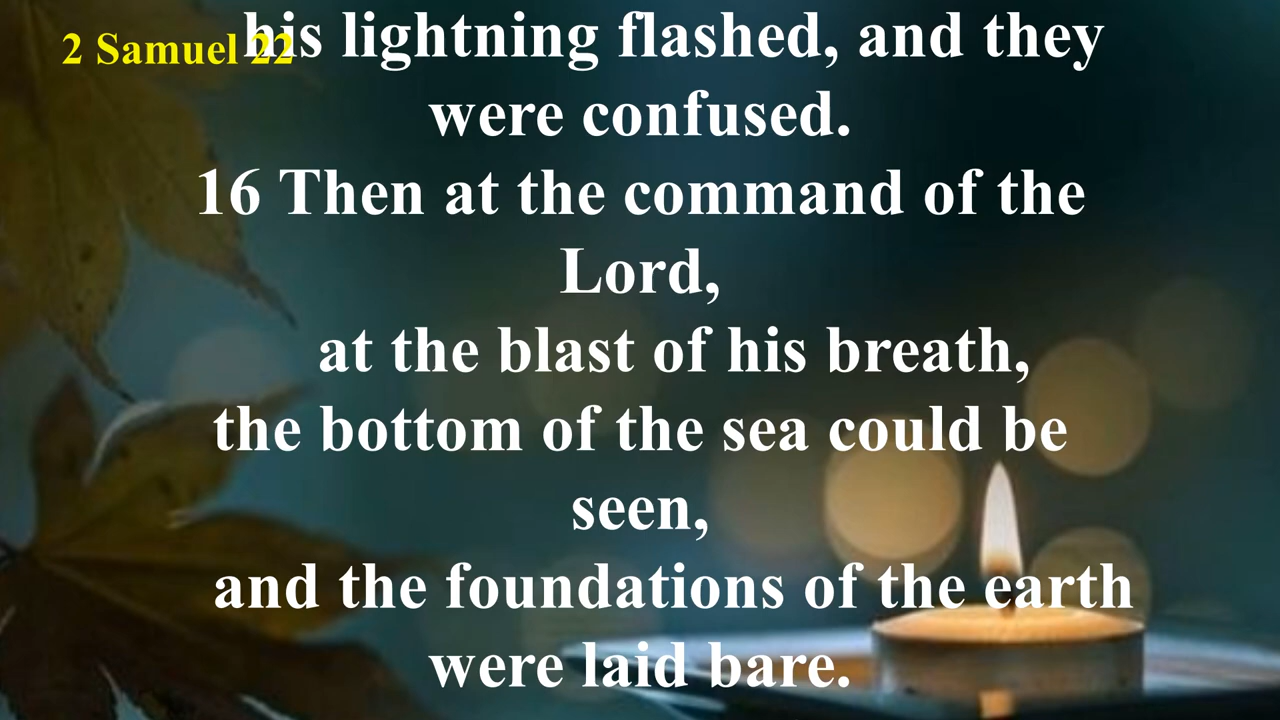 2 Samuel 22
his lightning flashed, and they
were confused.
16 Then at the command of the
Lord,
at the blast of his breath,
the bottom of the sea could be
seen,
and the foundations of the earth
were laid bare.